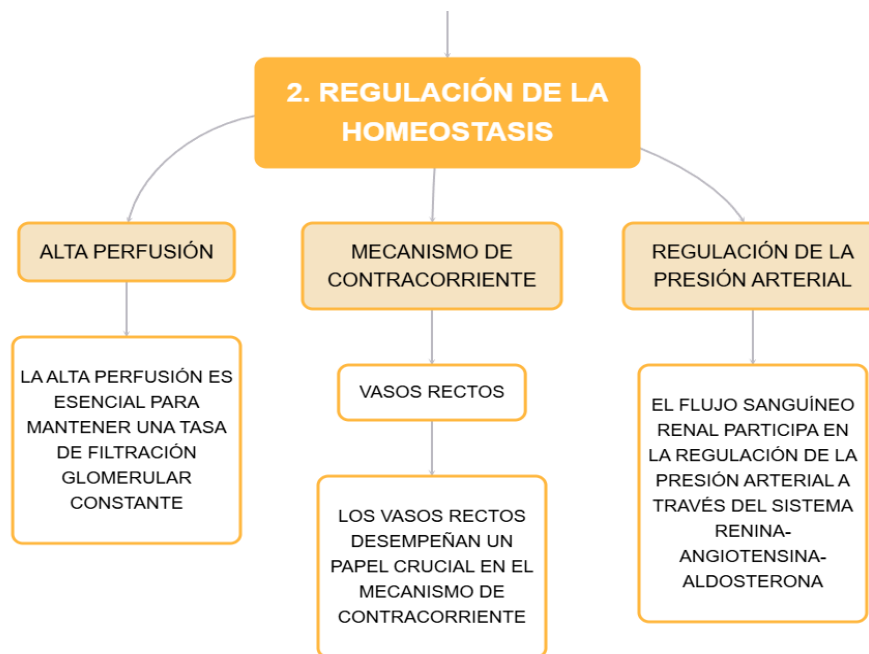 2. REGULACIÓN DE LA
HOMEOSTASIS
ALTA PERFUSIÓN
LA ALTA PERFUSIÓN ES
ESENCIAL PARA
MANTENER UNA TASA
DE FILTRACIÓN
GLOMERULAR
CONSTANTE
MECANISMO DE
CONTRACORRIENTE
VASOS RECTOS
LOS VASOS RECTOS
DESEMPEÑAN UN
PAPEL CRUCIAL EN EL
MECANISMO DE
CONTRACORRIENTE
REGULACIÓN DE LA
PRESIÓN ARTERIAL
EL FLUJO SANGUÍNEO
RENAL PARTICIPA EN
LA REGULACIÓN DE LA
PRESIÓN ARTERIAL A
TRAVÉS DEL SISTEMA
RENINA-
ANGIOTENSINA-
ALDOSTERONA